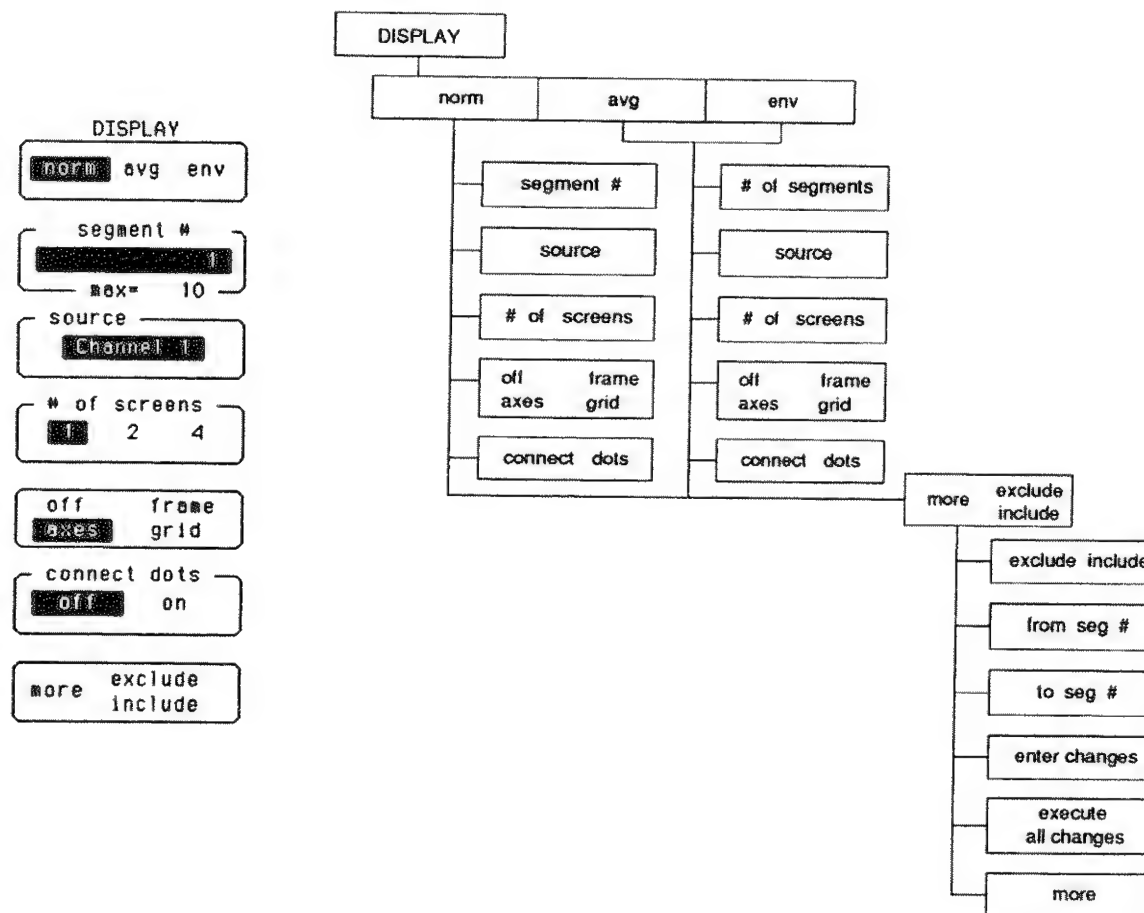 DISPLAY
norm avg env
segment #
1
max= 10
source
Channel 1
# of screens
1 2 4
off frame
axes grid
connect dots
off on
more exclude
include
DISPLAY
norm avg env
segment #
source
# of screens
off frame
axes grid
connect dots
# of segments
source
# of screens
off frame
axes grid
connect dots
more exclude
include
exclude include
from seg #
to seg #
enter changes
execute
all changes
more